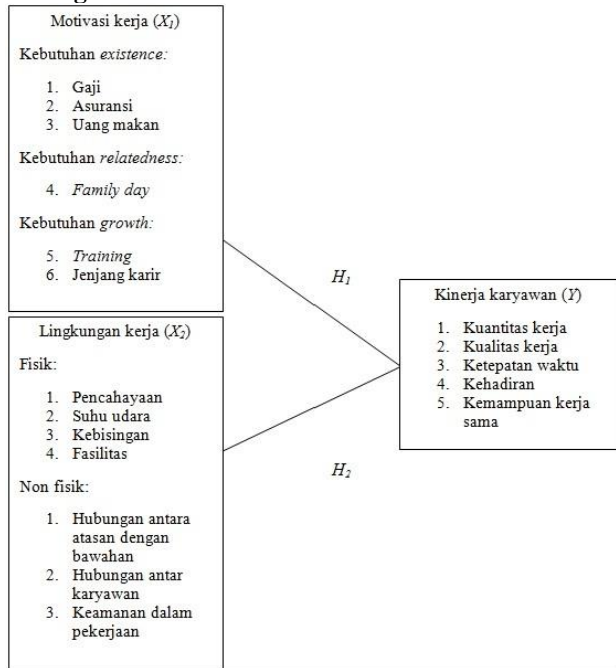 Motivasi kerja (X1)
Kebutuhan existence:
1. Gaji
2. Asuransi
3. Uang makan
Kebutuhan relatedness:
4. Family day
Kebutuhan growth:
5. Training
6. Jenjang karir
Lingkungan kerja (X2)
Fisik:
1. Pencahayaan
2. Suhu udara
3. Kebisingan
4. Fasilitas
Non fisik:
1. Hubungan antara
atasan dengan
bawahan
2. Hubungan antar
karyawan
3. Keamanan dalam
pekerjaan
H1
H2
Kinerja karyawan (Y)
1. Kuantitas kerja
2. Kualitas kerja
3. Ketepatan waktu
4. Kehadiran
5. Kemampuan kerja
sama